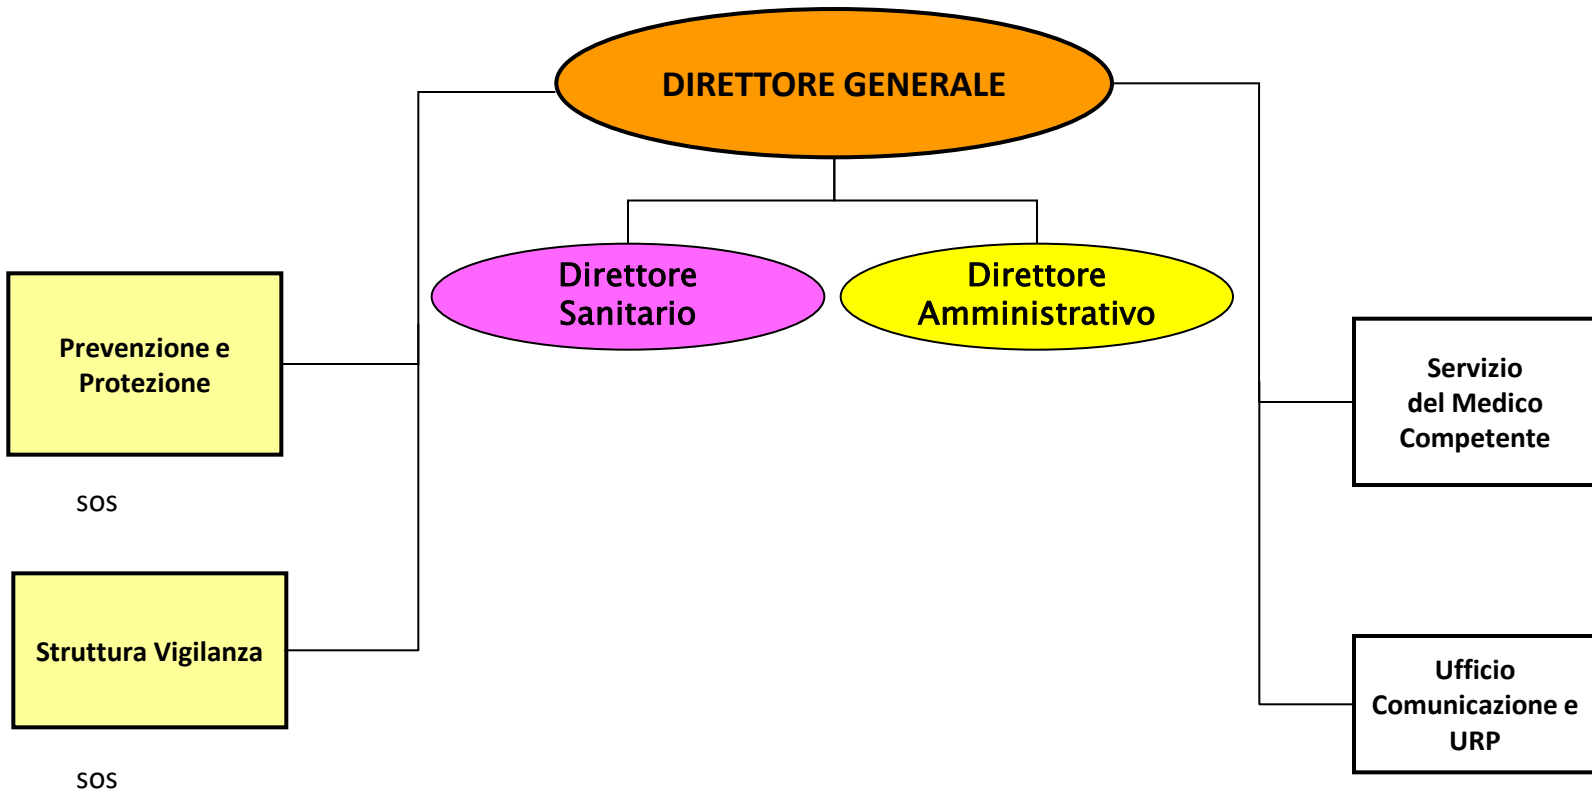 DIRETTORE GENERALE
Direttore
Sanitario
Direttore
Amministrativo
Prevenzione e
Protezione
sos
Struttura Vigilanza
sos
Servizio
del Medico
Competente
Ufficio
Comunicazione e
URP